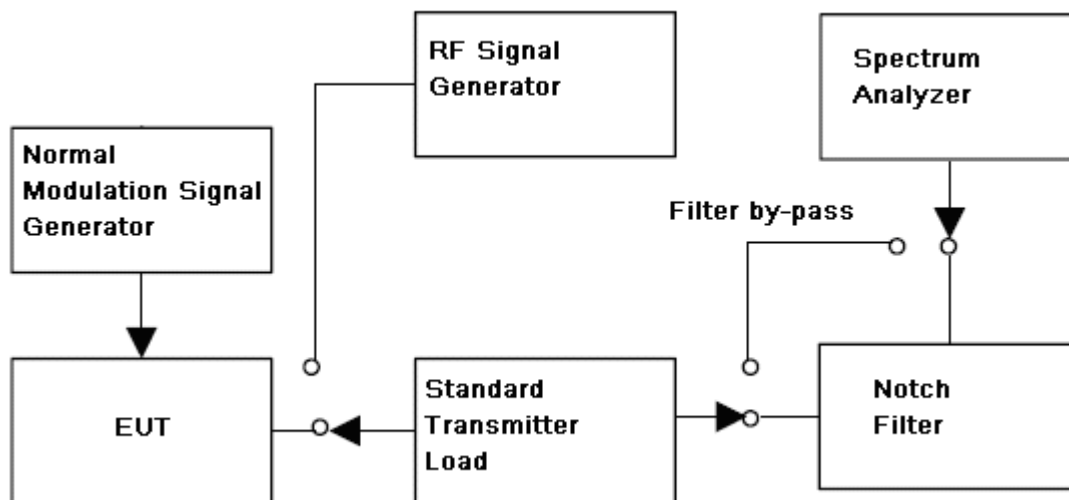 RF Signal
Generator
Spectrum
Analyzer
Normal
Modulation Signal
Generator
Filter by-pass
EUT
Standard
Transmitter
Load
Notch
Filter